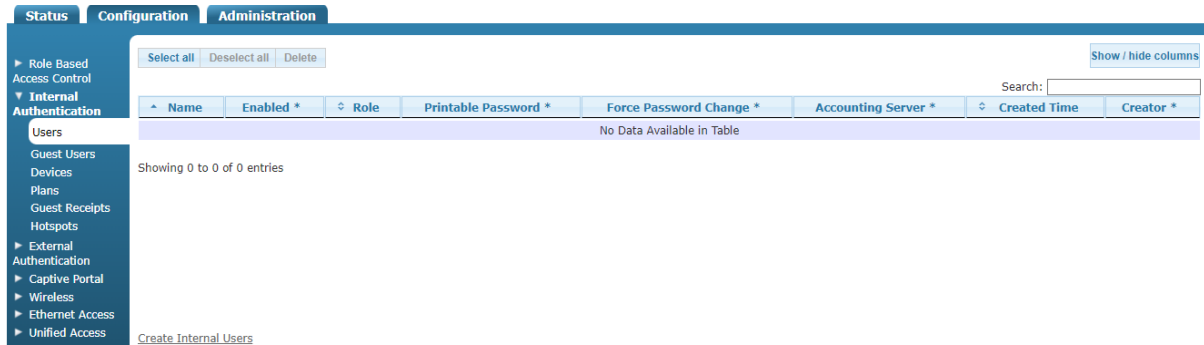 Status Configuration Administration
Role Based
Access Control
Internal
Authentication
Users
Guest Users
Devices
Plans
Guest Receipts
Hotspots
External
Authentication
Captive Portal
Wireless
Ethernet Access
Unified Access
Select all Deselect all Delete
Show / hide columns
Search:
Name Enabled * Role Printable Password * Force Password Change * Accounting Server * Created Time Creator *
No Data Available in Table
Showing 0 to 0 of 0 entries
Create Internal Users